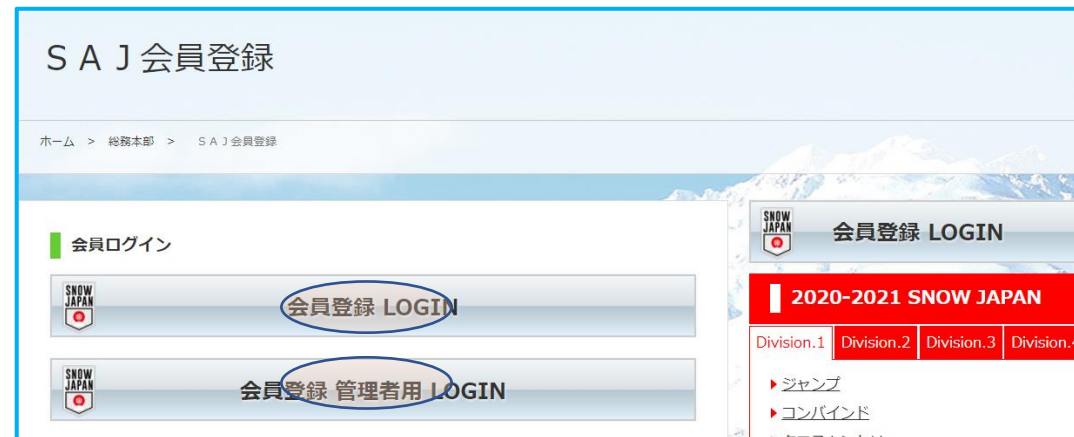 ＳＡＪ会員登録
ホーム > 総務本部 > ＳＡＪ会員登録
会員ログイン
SNOW
JAPAN
会員登録 LOGIN
SNOW
JAPAN
会員登録 管理者用 LOGIN
SNOW
JAPAN
会員登録 LOGIN
2020-2021 SNOW JAPAN
Division.1 Division.2 Division.3 Division.4
ジャンプ
コンバインド